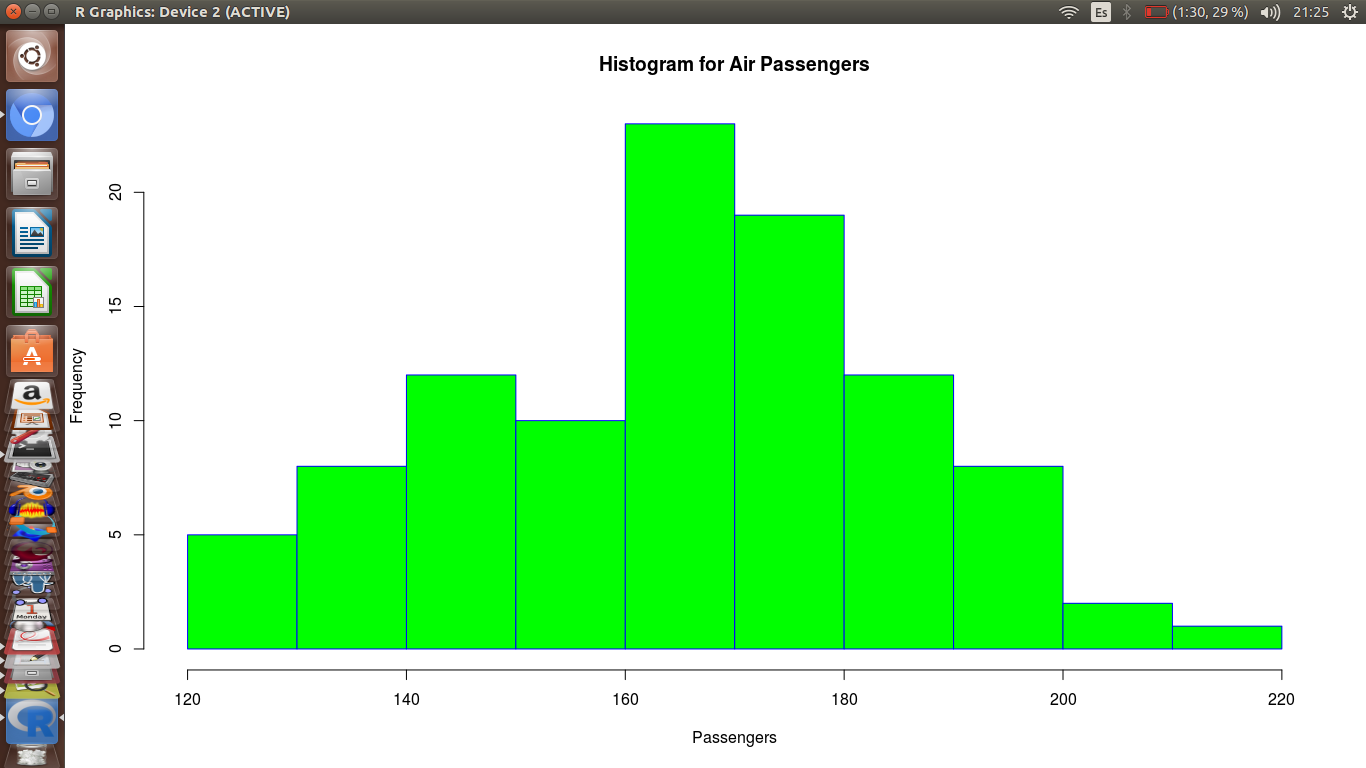 R Graphics: Device 2 (ACTIVE)
Es
(1:30, 29 %)
21:25
Histogram for Air Passengers
Frequency
20
15
10
5
0
120 140 160 180 200 220
Passengers
A
a
1
Monday
R